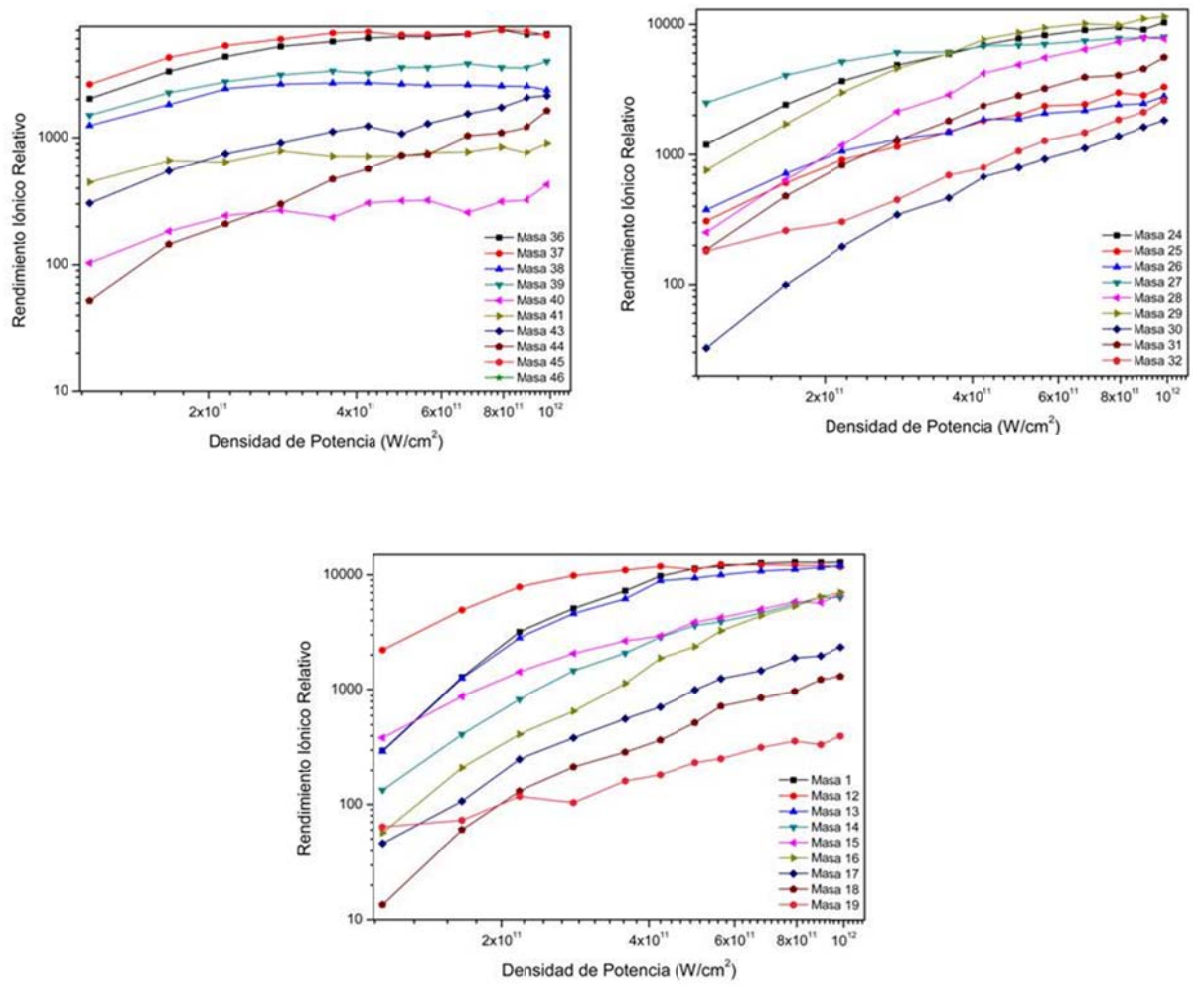 10000
1000
1000
100
100
10
Rendimiento Iónico Relativo
Masa 36
Masa 37
Masa 38
Masa 39
Masa 40
Masa 41
Masa 43
Masa 44
Masa 45
Masa 46
2x10¹¹ 4x10¹¹ 6x10¹¹ 8x10¹¹ 10¹²
Densidad de Potencia (W/cm²)
Rendimiento Iónico Relativo
Masa 24
Masa 25
Masa 26
Masa 27
Masa 28
Masa 29
Masa 30
Masa 31
Masa 32
2x10¹¹ 4x10¹¹ 6x10¹¹ 8x10¹¹ 10¹²
Densidad de Potencia (W/cm²)
10000
1000
100
10
Rendimiento Iónico Relativo
Masa 1
Masa 12
Masa 13
Masa 14
Masa 15
Masa 16
Masa 17
Masa 18
Masa 19
2x10¹¹ 4x10¹¹ 6x10¹¹ 8x10¹¹ 10¹²
Densidad de Potencia (W/cm²)